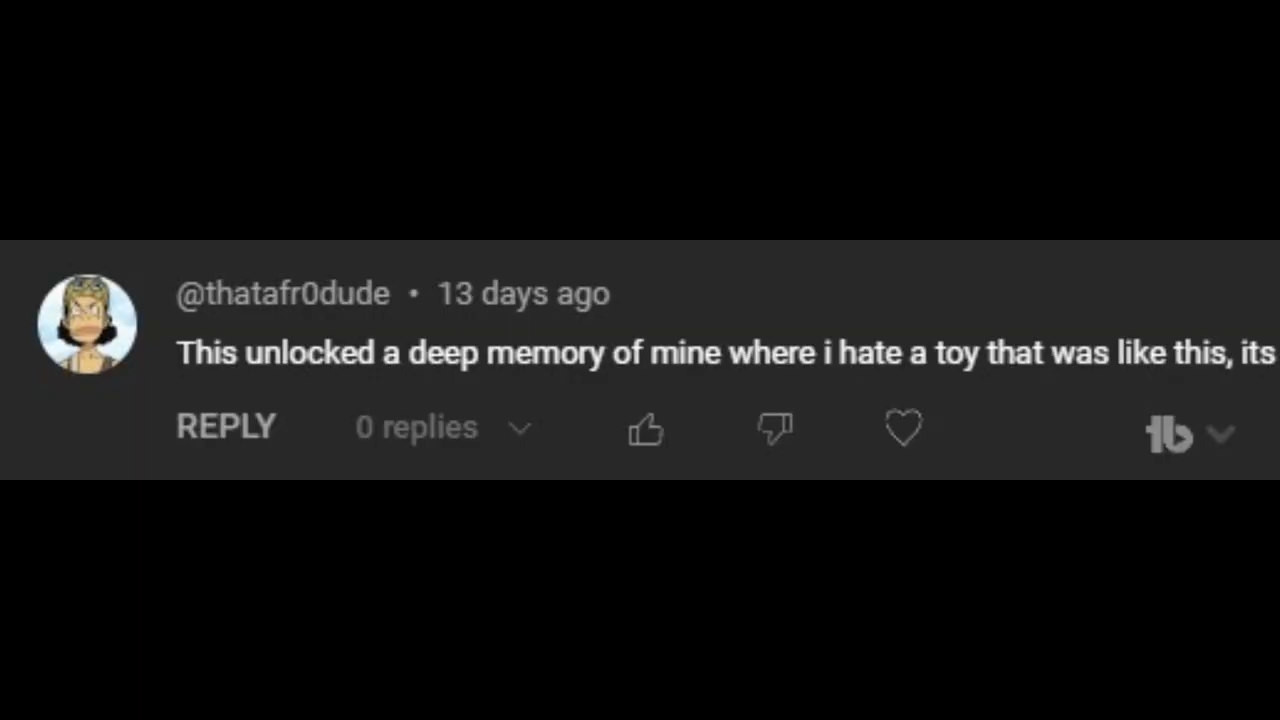 @thatafr0dude • 13 days ago
This unlocked a deep memory of mine where i hate a toy that was like this, its
REPLY 0 replies
tb